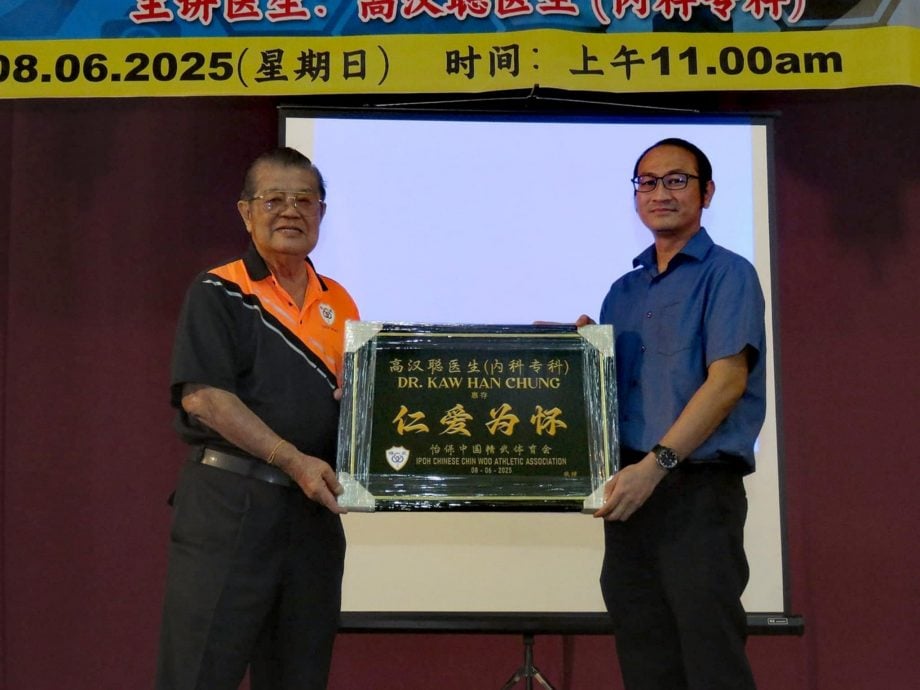 主讲医生：高汉聪医生 (内科专科)
08.06.2025(星期日) 时间：上午11.00am
高汉聪医生(内科专科)
DR. KAW HAN CHUNG
惠存
仁爱为怀
怡保中国精武体育会
IPOH CHINESE CHIN WOO ATHLETIC ASSOCIATION
08 - 06 - 2025
敬赠